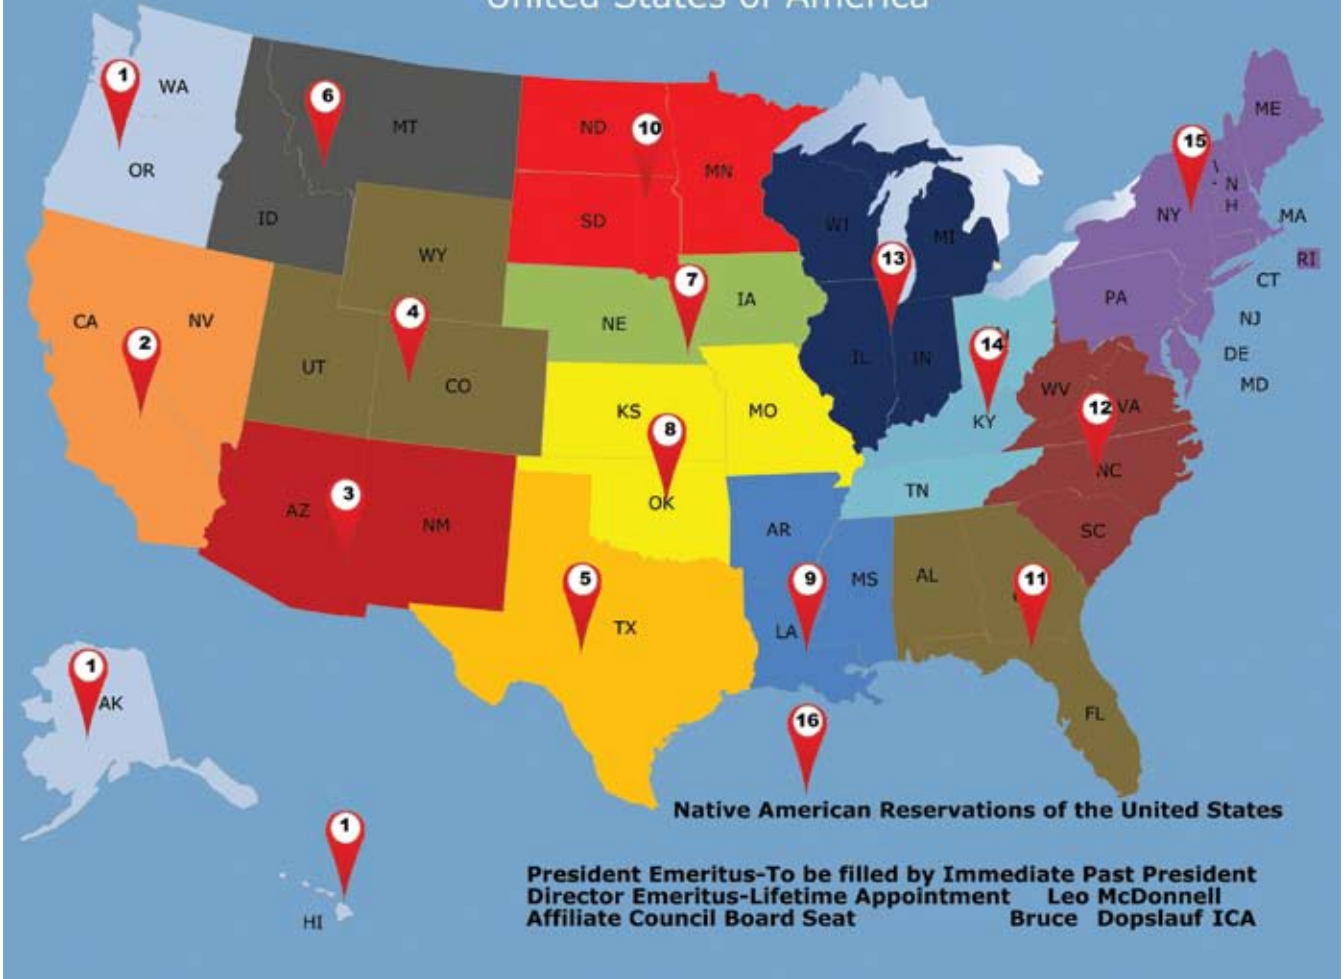 United States of America
1
WA
6
MT
ND
10
MN
ME
15
OR
ID
SD
WI
MI
NY
N
H
MA
RI
WY
13
7
IA
PA
CT
CA
NV
2
4
NE
NJ
UT
CO
IL
IN
14
DE
MD
KS
MO
WV
12
VA
8
KY
AZ
3
NM
OK
AR
TN
NC
SC
5
TX
9
MS
LA
AL
11
FL
1
AK
16
Native American Reservations of the United States
1
HI
President Emeritus-To be filled by Immediate Past President
Director Emeritus-Lifetime Appointment Leo McDonnell
Affiliate Council Board Seat Bruce Dopslauf ICA